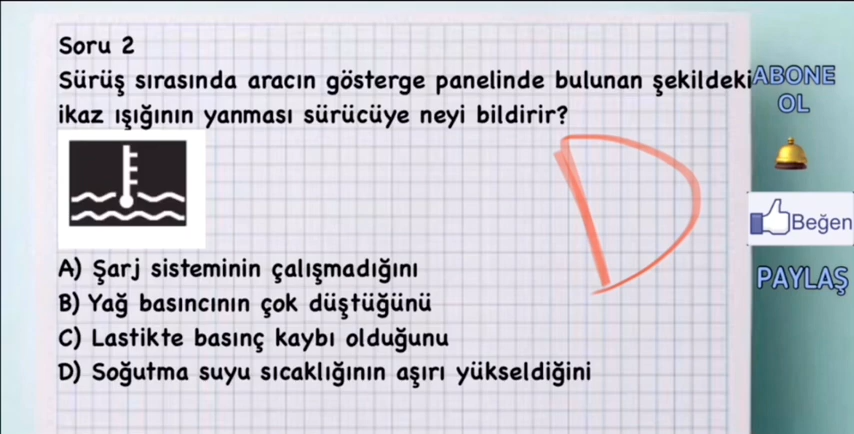 Soru 2
Sürüş sırasında aracın gösterge panelinde bulunan şekildeki
ikaz ışığının yanması sürücüye neyi bildirir?
A) Şarj sisteminin çalışmadığını
B) Yağ basıncının çok düştüğünü
C) Lastikte basınç kaybı olduğunu
D) Soğutma suyu sıcaklığının aşırı yükseldiğini
D
ABONE
OL
Beğen
PAYLAŞ